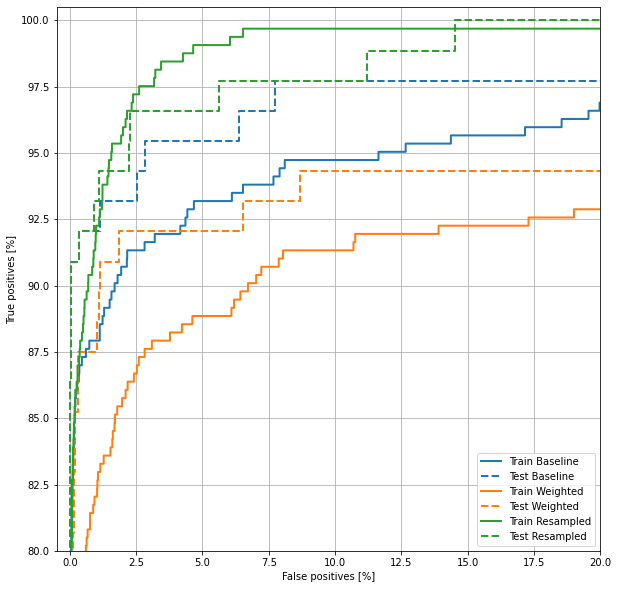 100.0
97.5
95.0
92.5
90.0
87.5
85.0
82.5
80.0
True positives [%]
0.0 2.5 5.0 7.5 10.0 12.5 15.0 17.5 20.0
False positives [%]
Train Baseline
Test Baseline
Train Weighted
Test Weighted
Train Resampled
Test Resampled